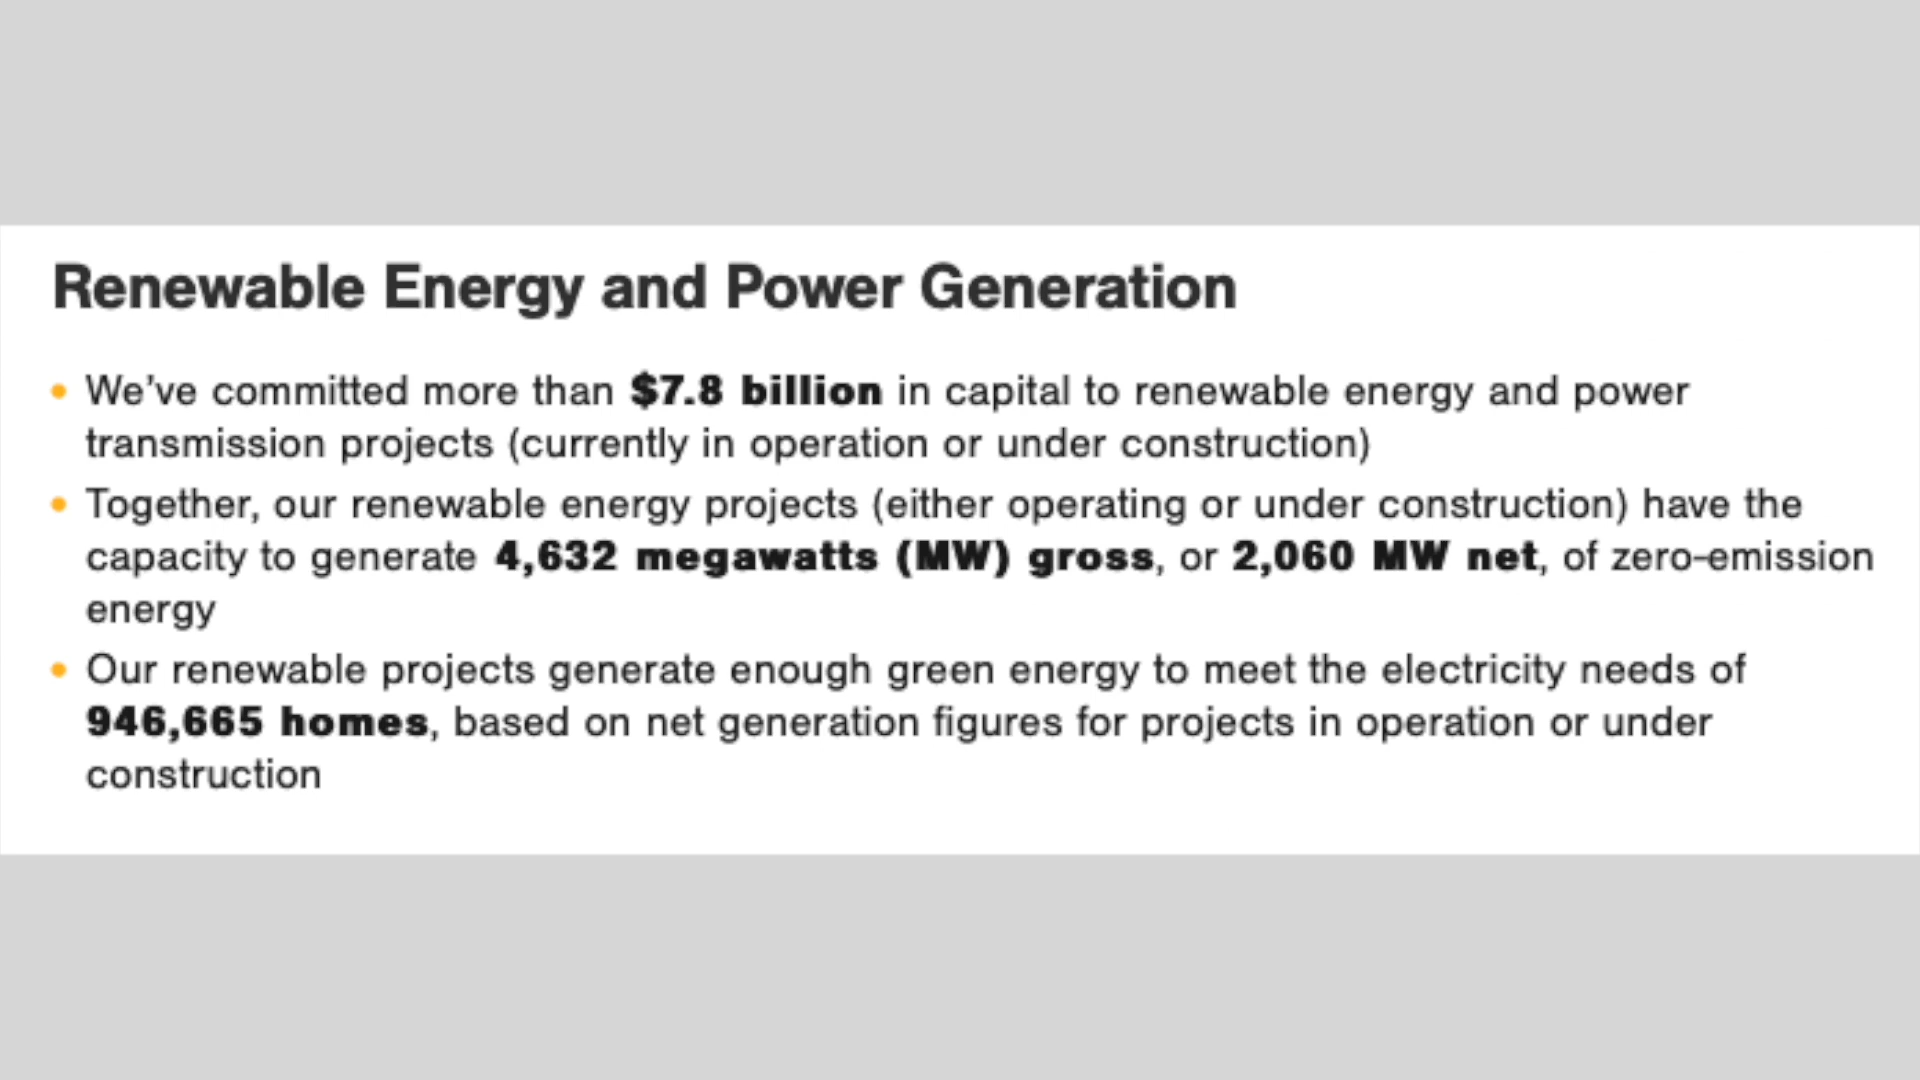 Renewable Energy and Power Generation
• We've committed more than $7.8 billion in capital to renewable energy and power
transmission projects (currently in operation or under construction)
• Together, our renewable energy projects (either operating or under construction) have the
capacity to generate 4,632 megawatts (MW) gross, or 2,060 MW net, of zero-emission
energy
• Our renewable projects generate enough green energy to meet the electricity needs of
946,665 homes, based on net generation figures for projects in operation or under
construction